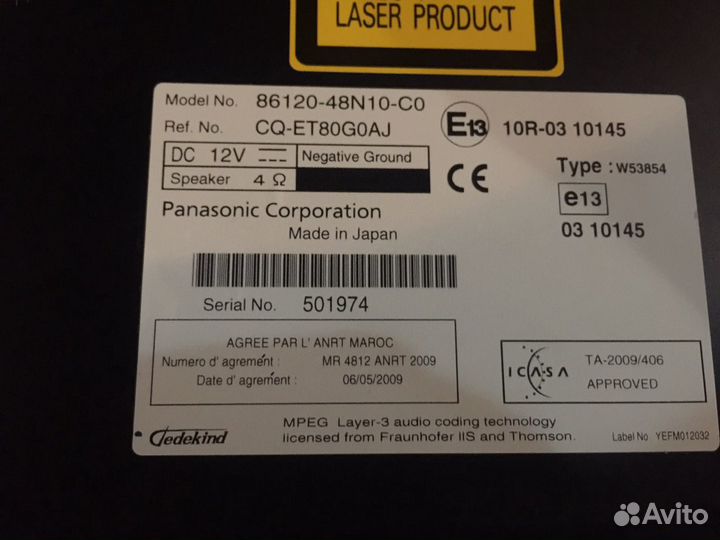 LASER PRODUCT
Model No. 86120-48N10-C0
Ref. No. CQ-ET80G0AJ
E13 10R-03 10145
DC 12V Negative Ground
Speaker 4 Ω
CE
Type : W53854
e13
03 10145
Panasonic Corporation
Made in Japan
Serial No. 501974
AGREE PAR L' ANRT MAROC
Numero d' agrément : MR 4812 ANRT 2009
Date d' agrément : 06/05/2009
ICASA
TA-2009/406
APPROVED
Gedekind
MPEG Layer-3 audio coding technology
licensed from Fraunhofer IIS and Thomson.
Label No YEFM012032
Avito